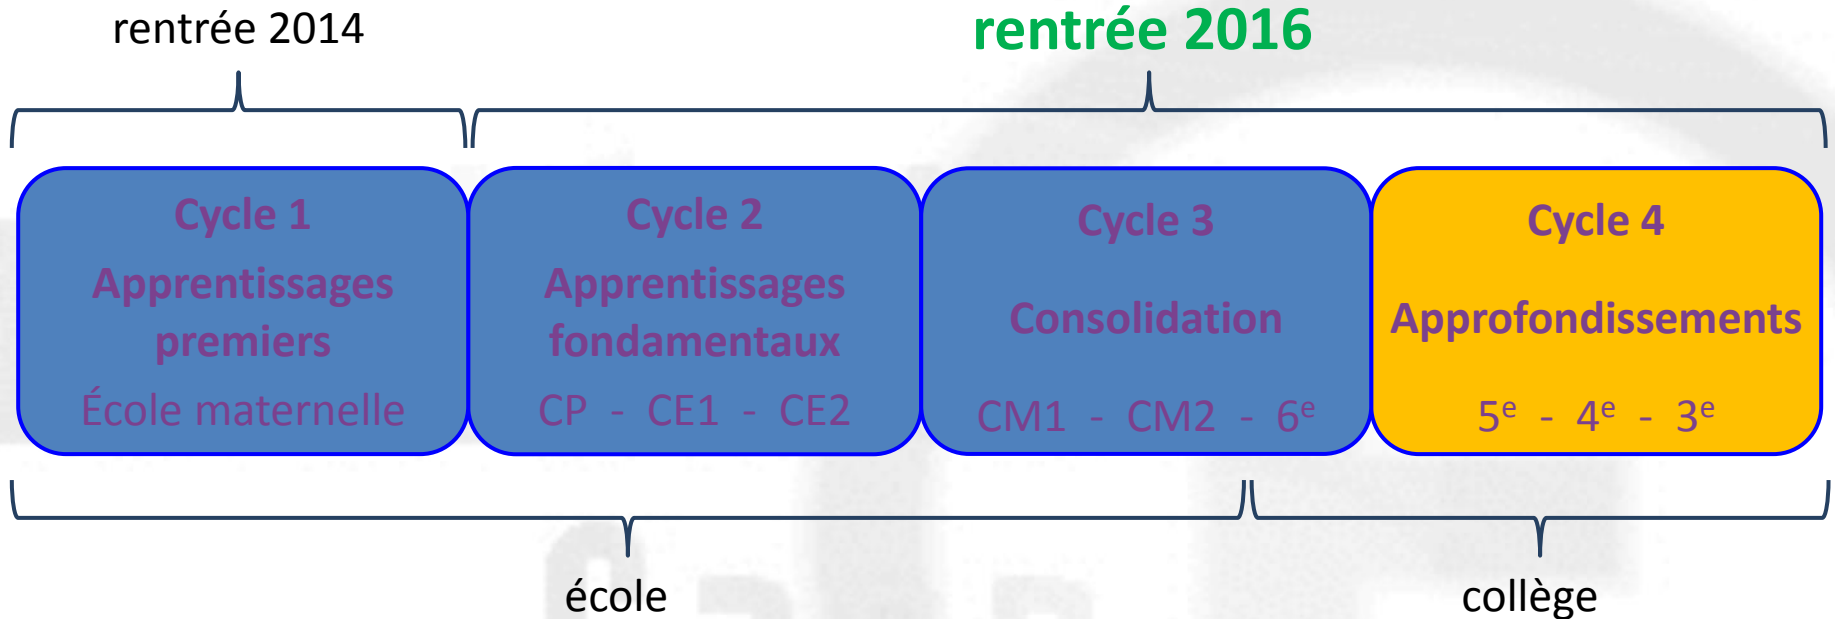 rentrée 2014
rentrée 2016
Cycle 1
Apprentissages
premiers
École maternelle
Cycle 2
Apprentissages
fondamentaux
CP - CE1 - CE2
Cycle 3
Consolidation
CM1 - CM2 - 6e
Cycle 4
Approfondissements
5e - 4e - 3e
école
collège